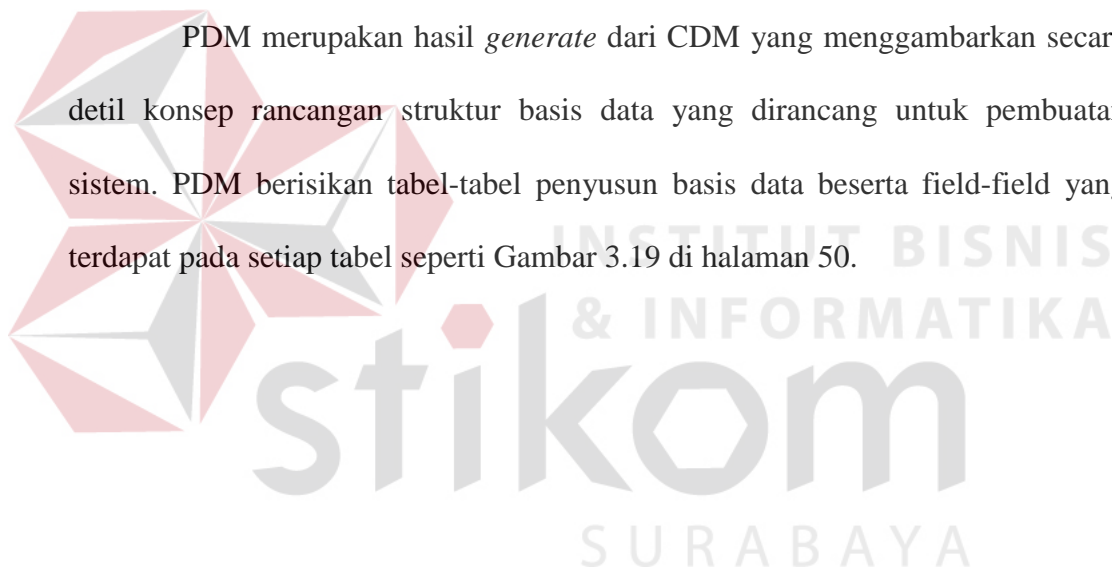 PDM merupakan hasil generate dari CDM yang menggambarkan secar
detil konsep rancangan struktur basis data yang dirancang untuk pembuata
sistem. PDM berisikan tabel-tabel penyusun basis data beserta field-field yang
terdapat pada setiap tabel seperti Gambar 3.19 di halaman 50.
INSTITUT BISNIS
& INFORMATIKA
stikom
SURABAYA